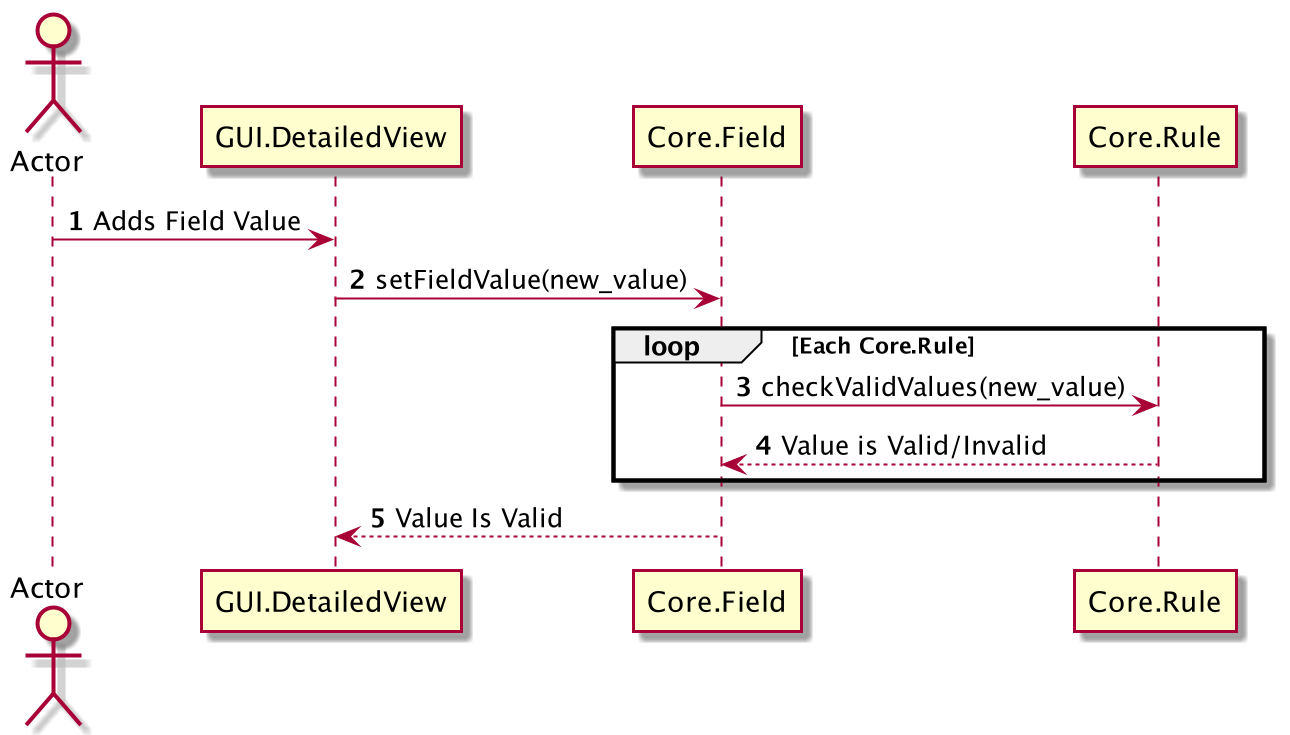 Actor
GUI.DetailedView
Core.Field
Core.Rule
1 Adds Field Value
2 setFieldValue(new_value)
loop [Each Core.Rule]
3 checkValidValues(new_value)
4 Value is Valid/Invalid
5 Value Is Valid
Actor
GUI.DetailedView
Core.Field
Core.Rule